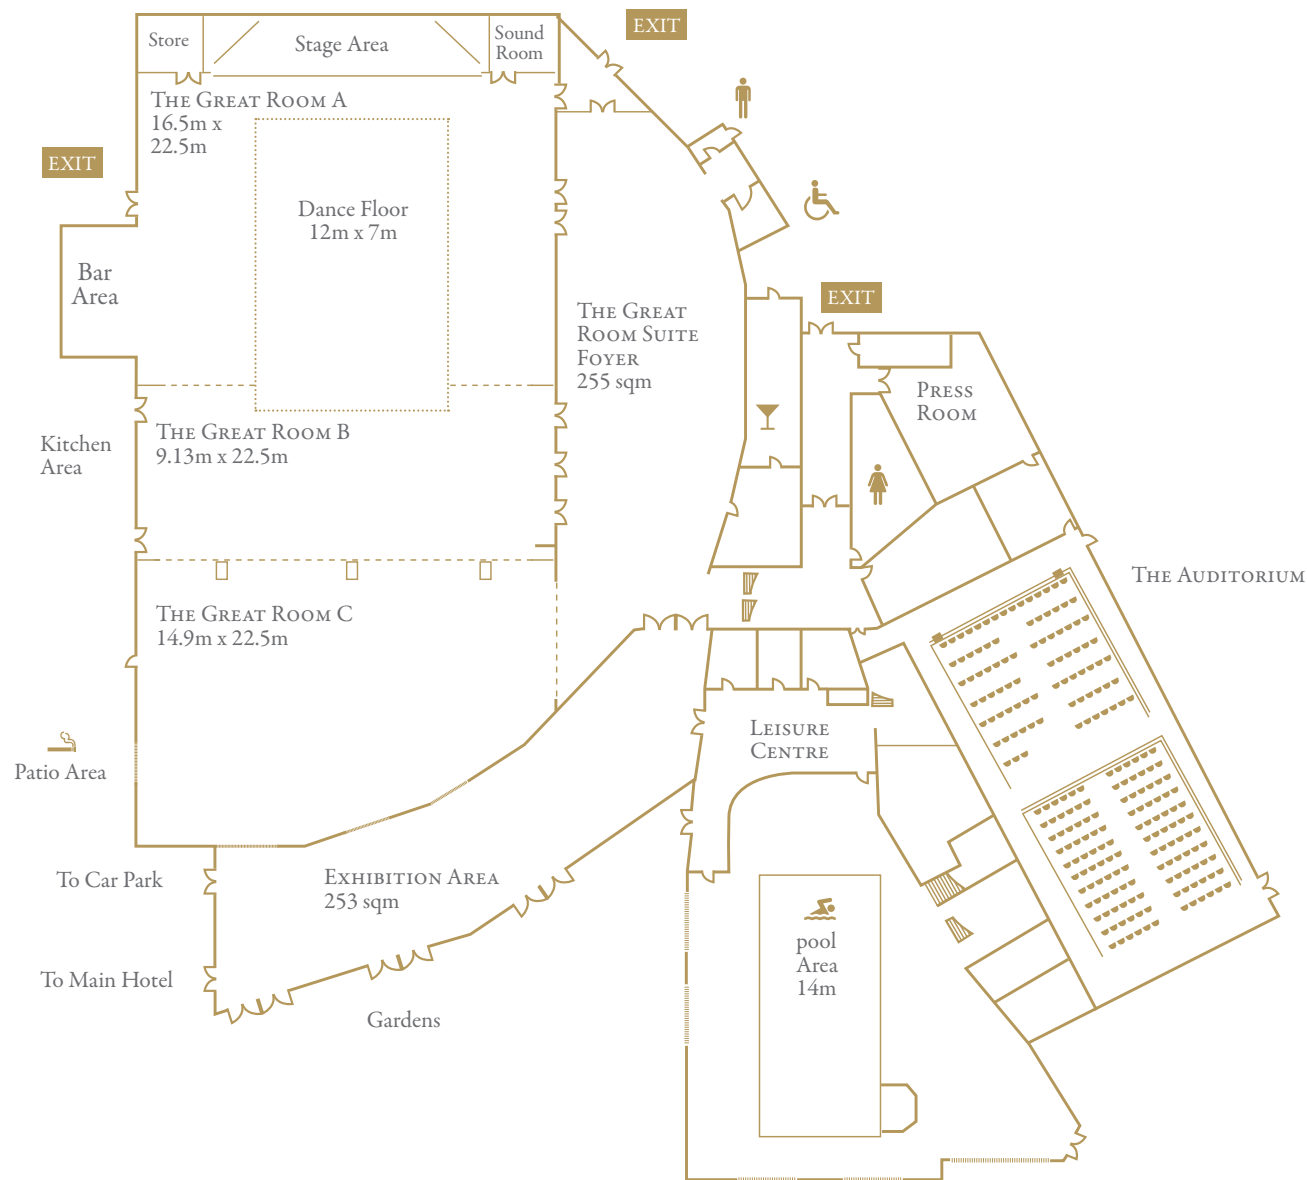 EXIT
Store
Stage Area
Sound
Room
The Great Room A
16.5m x
22.5m
EXIT
Dance Floor
12m x 7m
Bar
Area
EXIT
The Great
Room Suite
Foyer
255 sqm
Press
Room
Kitchen
Area
The Great Room B
9.13m x 22.5m
The Auditorium
The Great Room C
14.9m x 22.5m
Leisure
Centre
Patio Area
To Car Park
Exhibition Area
253 sqm
pool
Area
14m
To Main Hotel
Gardens